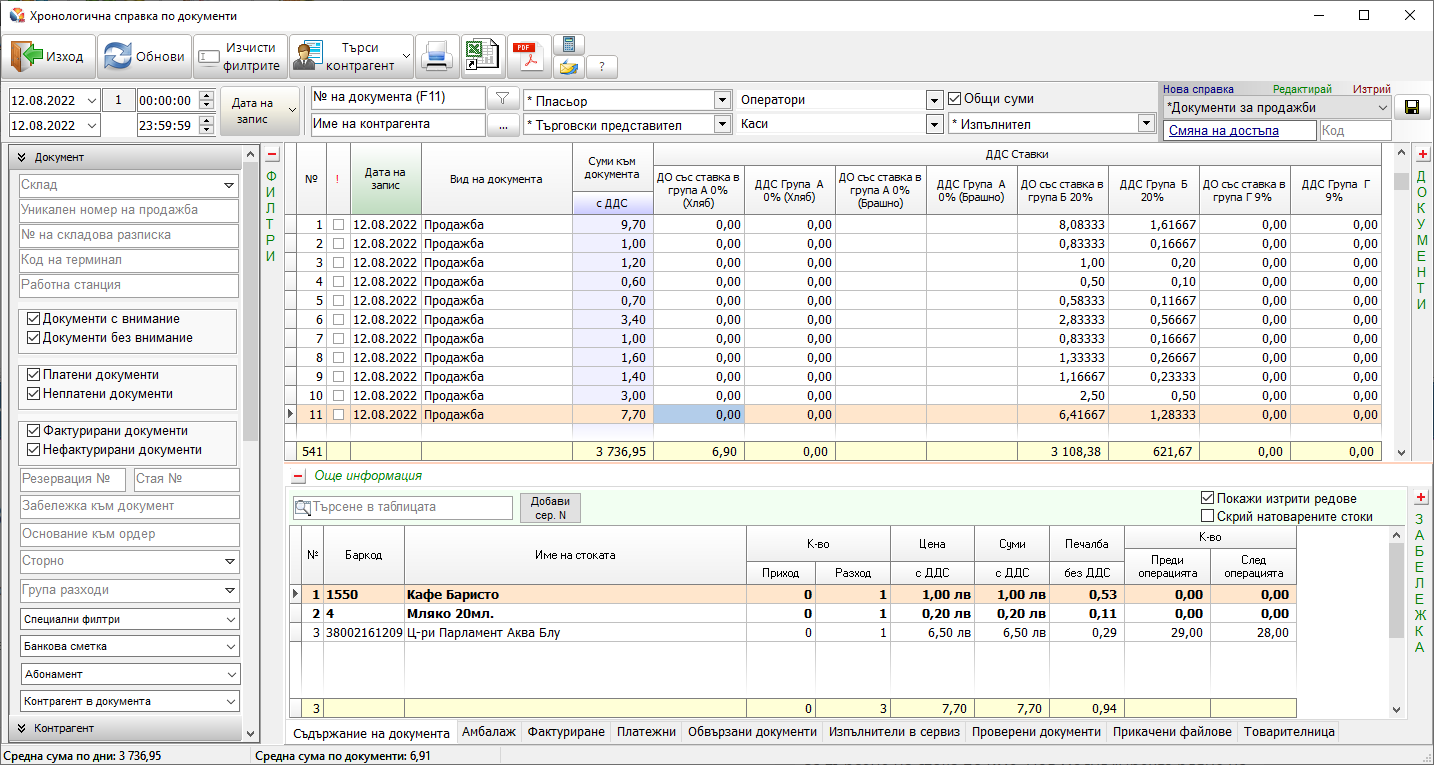 Хронологична справка по документи
Изход
Обнови
Изчисти филтрите
Търси контрагент
PDF
?
12.08.2022 1 00:00:00
12.08.2022 23:59:59
Дата на запис
№ на документа (F11)
Име на контрагента ...
* Пласьор
* Търговски представител
Оператори
Каси
Общи суми
* Изпълнител
Нова справка Редактирай Изтрий
*Документи за продажби
Смяна на достъпа Код
Документ
Склад
Уникален номер на продажба
№ на складова разписка
Код на терминал
Работна станция
Документи с внимание
Документи без внимание
Платени документи
Неплатени документи
Фактурирани документи
Нефактурирани документи
Резервация № Стая №
Забележка към документ
Основание към ордер
Сторно
Група разходи
Специални филтри
Банкова сметка
Абонамент
Контрагент в документа
Контрагент
ФИЛТРИ
№ ! Дата на запис Вид на документа Суми към документа с ДДС ДДС Ставки
ДО със ставка в група А 0% (Хляб) ДДС Група А 0% (Хляб) ДО със ставка в група А 0% (Брашно) ДДС Група А 0% (Брашно) ДО със ставка в група Б 20% ДДС Група Б 20% ДО със ставка в група Г 9% ДДС Група Г 9%
1 12.08.2022 Продажба 9,70 0,00 0,00 8,08333 1,61667 0,00 0,00
2 12.08.2022 Продажба 1,00 0,00 0,00 0,83333 0,16667 0,00 0,00
3 12.08.2022 Продажба 1,20 0,00 0,00 1,00 0,20 0,00 0,00
4 12.08.2022 Продажба 0,60 0,00 0,00 0,50 0,10 0,00 0,00
5 12.08.2022 Продажба 0,70 0,00 0,00 0,58333 0,11667 0,00 0,00
6 12.08.2022 Продажба 3,40 0,00 0,00 2,83333 0,56667 0,00 0,00
7 12.08.2022 Продажба 1,00 0,00 0,00 0,83333 0,16667 0,00 0,00
8 12.08.2022 Продажба 1,60 0,00 0,00 1,33333 0,26667 0,00 0,00
9 12.08.2022 Продажба 1,40 0,00 0,00 1,16667 0,23333 0,00 0,00
10 12.08.2022 Продажба 3,00 0,00 0,00 2,50 0,50 0,00 0,00
11 12.08.2022 Продажба 7,70 0,00 0,00 6,41667 1,28333 0,00 0,00
541 3 736,95 6,90 0,00 3 108,38 621,67 0,00 0,00
ДОКУМЕНТИ
Още информация
Търсене в таблицата
Добави сер. N
Покажи изтрити редове
Скрий натоварените стоки
№ Баркод Име на стоката К-во Цена Суми Печалба К-во
Приход Разход с ДДС с ДДС без ДДС Преди операцията След операцията
1 1550 Кафе Баристо 0 1 1,00 лв 1,00 лв 0,53 0,00 0,00
2 4 Мляко 20мл. 0 1 0,20 лв 0,20 лв 0,11 0,00 0,00
3 38002161209 Ц-ри Парламент Аква Блу 0 1 6,50 лв 6,50 лв 0,29 29,00 28,00
3 0 3 7,70 7,70 0,94
ЗАБЕЛЕЖКА
Съдържание на документа Амбалаж Фактуриране Платежни Обвързани документи Изпълнители в сервиз Проверени документи Прикачени файлове Товарителница
Средна сума по дни: 3 736,95 Средна сума по документи: 6,91